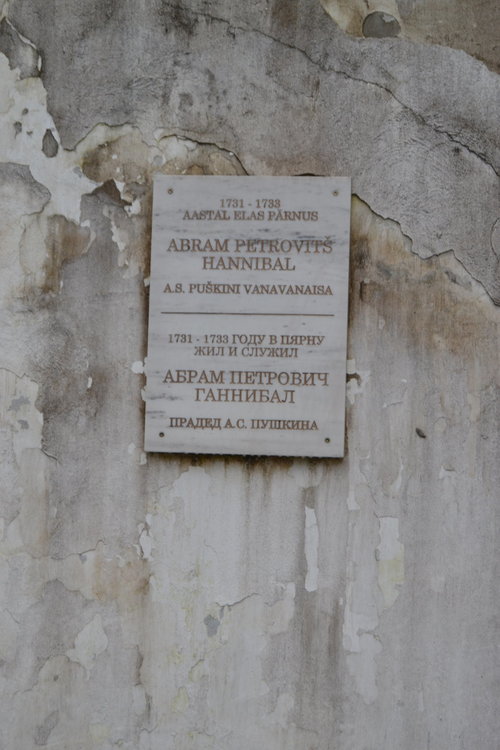 1731 - 1733
AASTAL ELAS PÄRNUS
ABRAM PETROVITŠ
HANNIBAL
A.S. PUŠKINI VANAVANAISA
1731 - 1733 ГОДУ В ПЯРНУ
ЖИЛ И СЛУЖИЛ
АБРАМ ПЕТРОВИЧ
ГАННИБАЛ
ПРАДЕД А.С. ПУШКИНА